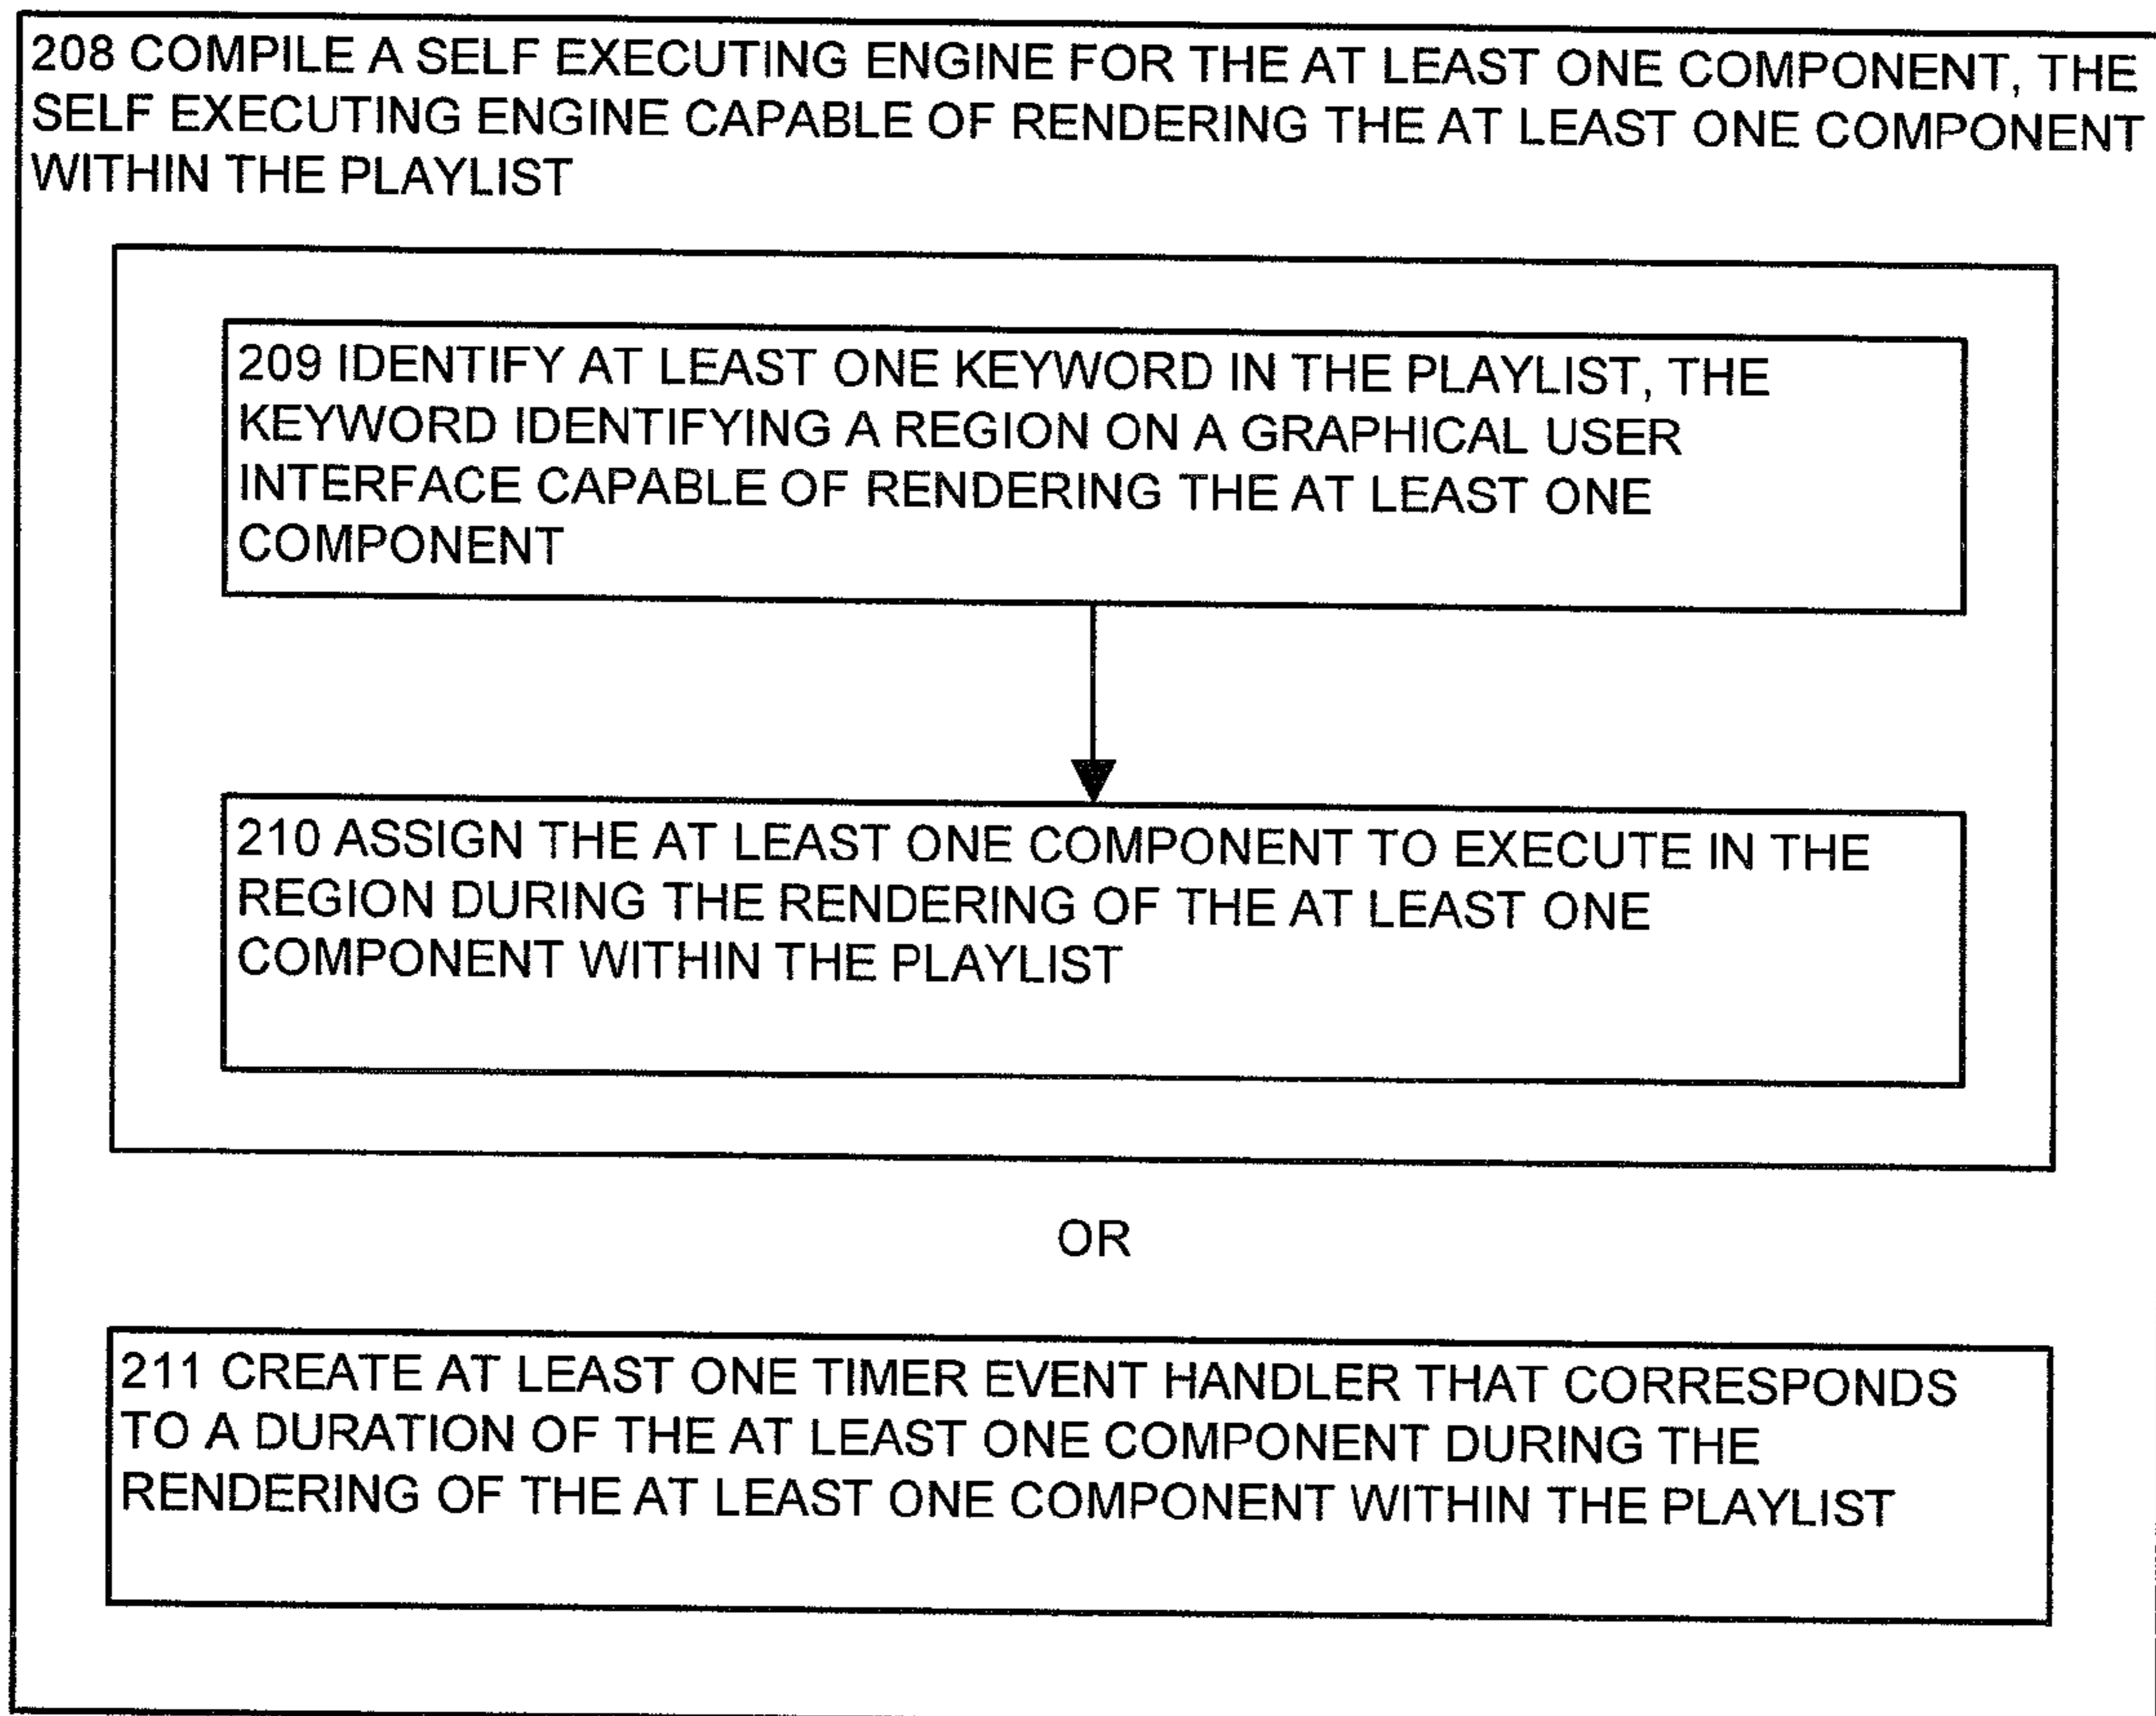 208 COMPILE A SELF EXECUTING ENGINE FOR THE AT LEAST ONE COMPONENT, THE
SELF EXECUTING ENGINE CAPABLE OF RENDERING THE AT LEAST ONE COMPONENT
WITHIN THE PLAYLIST
209 IDENTIFY AT LEAST ONE KEYWORD IN THE PLAYLIST, THE
KEYWORD IDENTIFYING A REGION ON A GRAPHICAL USER
INTERFACE CAPABLE OF RENDERING THE AT LEAST ONE
COMPONENT
210 ASSIGN THE AT LEAST ONE COMPONENT TO EXECUTE IN THE
REGION DURING THE RENDERING OF THE AT LEAST ONE
COMPONENT WITHIN THE PLAYLIST
OR
211 CREATE AT LEAST ONE TIMER EVENT HANDLER THAT CORRESPONDS
TO A DURATION OF THE AT LEAST ONE COMPONENT DURING THE
RENDERING OF THE AT LEAST ONE COMPONENT WITHIN THE PLAYLIST